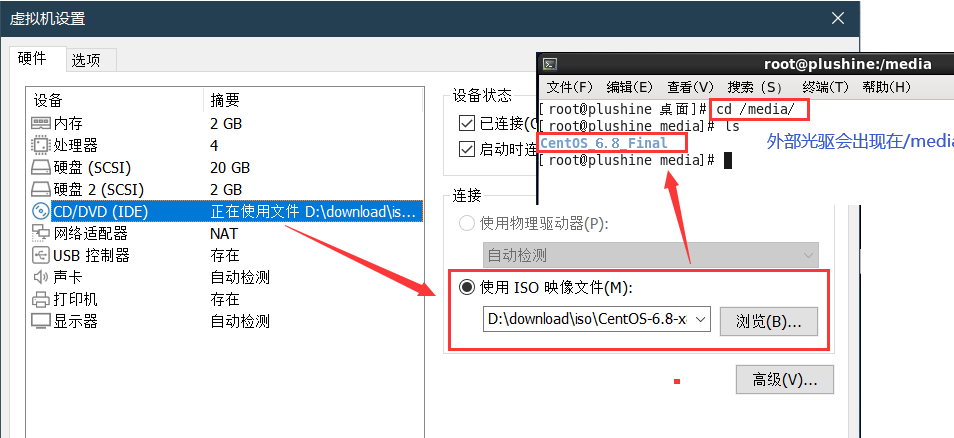 虚拟机设置
硬件 选项
设备 摘要
内存 2 GB
处理器 4
硬盘 (SCSI) 20 GB
硬盘 2 (SCSI) 2 GB
CD/DVD (IDE) 正在使用文件 D:\download\is...
网络适配器 NAT
USB 控制器 存在
声卡 自动检测
打印机 存在
显示器 自动检测
设备状态
已连接(
启动时连
连接
使用物理驱动器(P):
自动检测
使用 ISO 映像文件(M):
D:\download\iso\CentOS-6.8-x
浏览(B)...
高级(V)...
root@plushine:/media
文件(F) 编辑(E) 查看(V) 搜索 (S) 终端(T) 帮助(H)
[root@plushine 桌面]# cd /media/
[root@plushine media]# ls
CentOS_6.8_Final
[root@plushine media]#
外部光驱会出现在/media